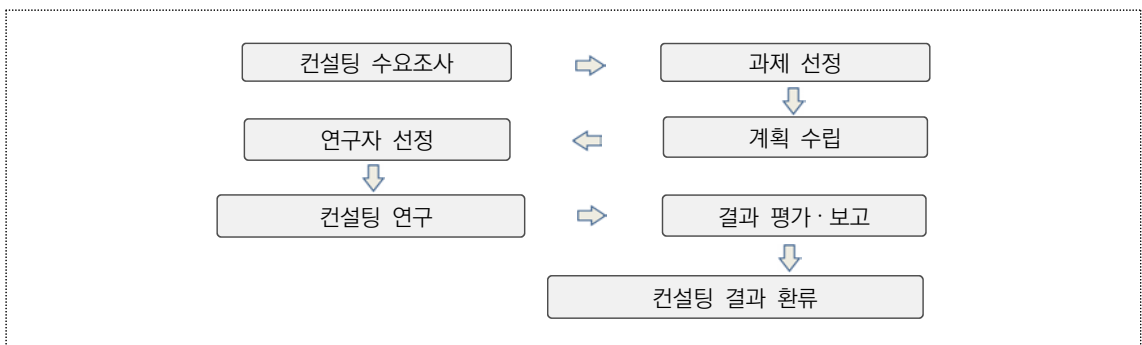 컨설팅 수요조사
과제 선정
연구자 선정
계획 수립
컨설팅 연구
결과 평가·보고
컨설팅 결과 환류